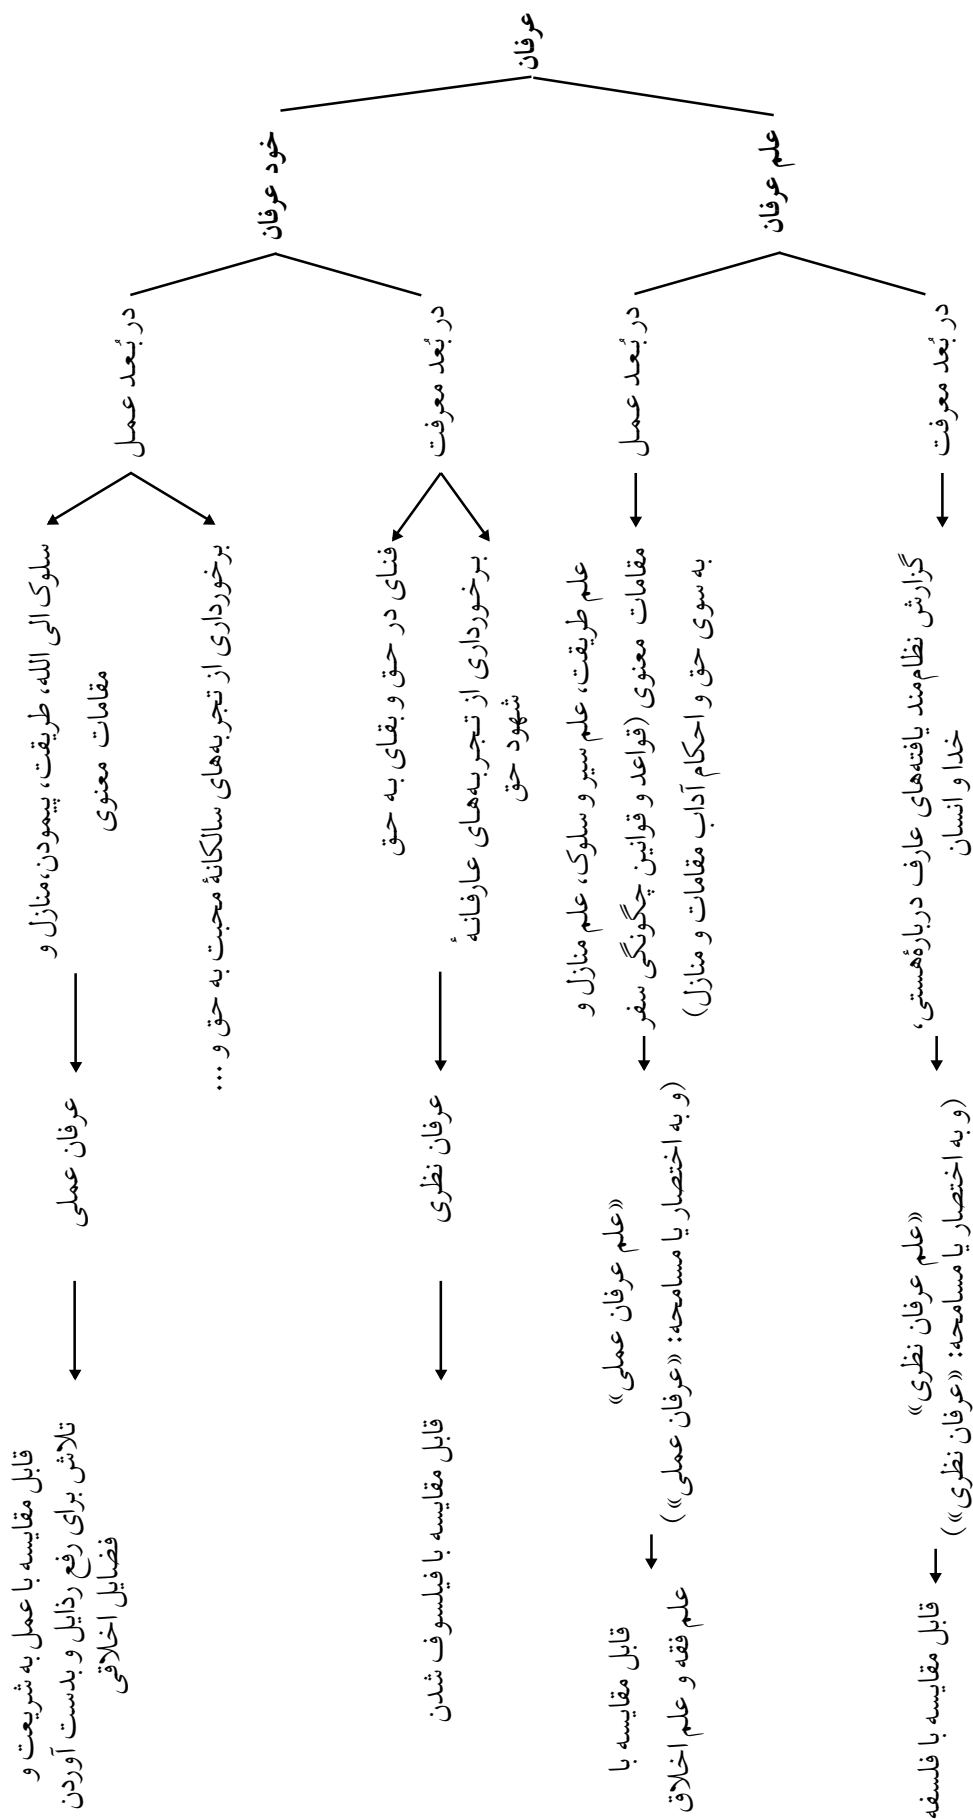 عرفان
خود عرفان
علم عرفان
در بُعد عمل
در بُعد معرفت
در بُعد عمل
در بُعد معرفت
سلوک الی الله، طریقت، پیمودن،منازل و
مقامات معنوی
برخورداری از تجربه‌های سالکانهٔ محبت به حق و ...
فنای در حق و بقای به حق
برخورداری از تجربه‌های عارفانهٔ
شهود حق
علم طریقت، علم سیر و سلوک، علم منازل و
مقامات معنوی (قواعد و قوانین چگونگی سفر
به سوی حق و احکام آداب مقامات و منازل)
گزارش نظام‌مند یافته‌های عارف دربارهٔهستی،
خدا و انسان
عرفان عملی
عرفان نظری
«علم عرفان عملی»
(و به اختصار یا مسامحه: «عرفان عملی»)
«علم عرفان نظری»
(و به اختصار یا مسامحه: «عرفان نظری»)
قابل مقایسه با عمل به شریعت و
تلاش برای رفع رذایل و بدست آوردن
فضایل اخلاقی
قابل مقایسه با فیلسوف شدن
قابل مقایسه با
علم فقه و علم اخلاق
قابل مقایسه با فلسفه